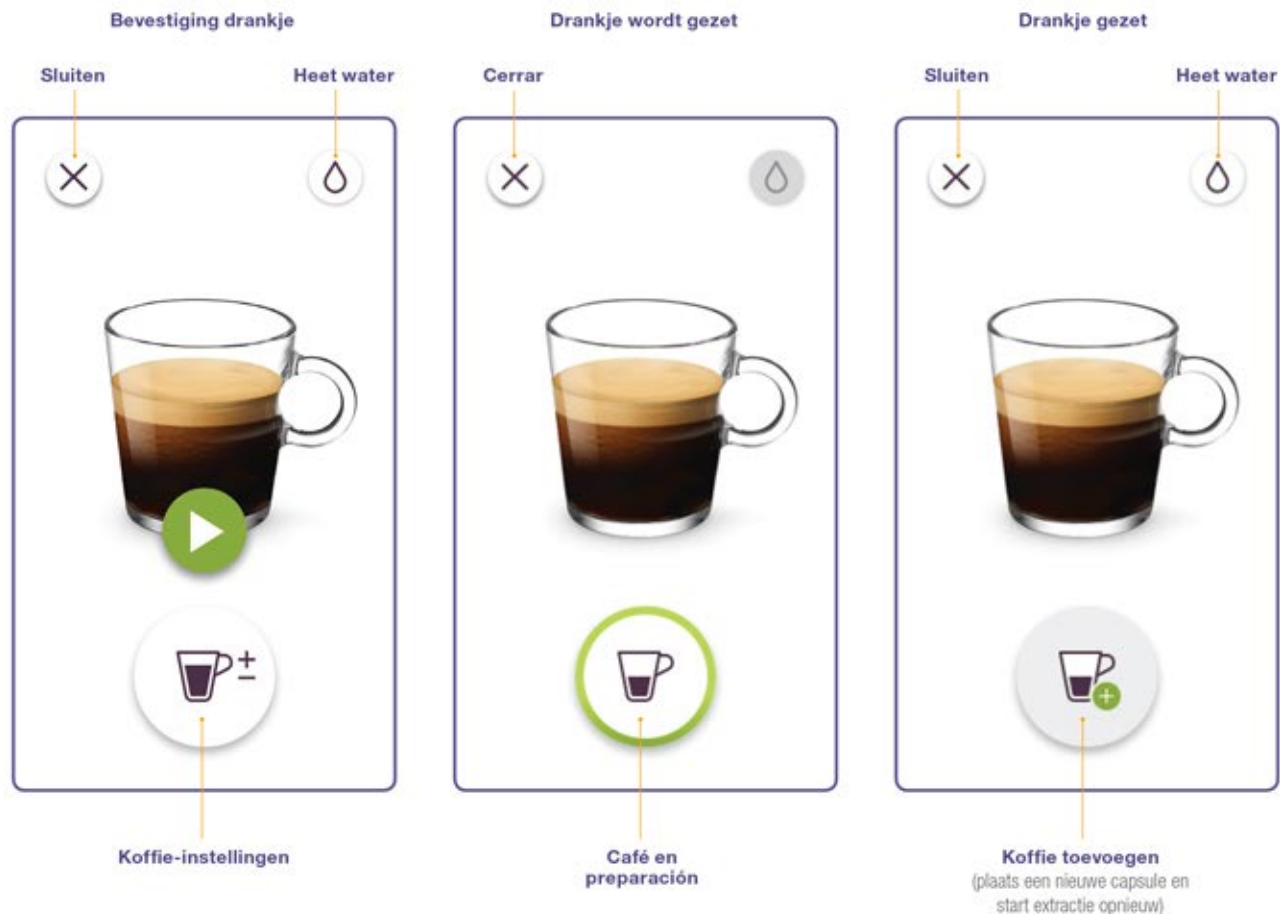 Bevestiging drankje
Drankje wordt gezet
Drankje gezet
Sluiten
Heet water
Cerrar
Sluiten
Heet water
Koffie-instellingen
Café en
preparación
Koffie toevoegen
(plaats een nieuwe capsule en
start extractie opnieuw)